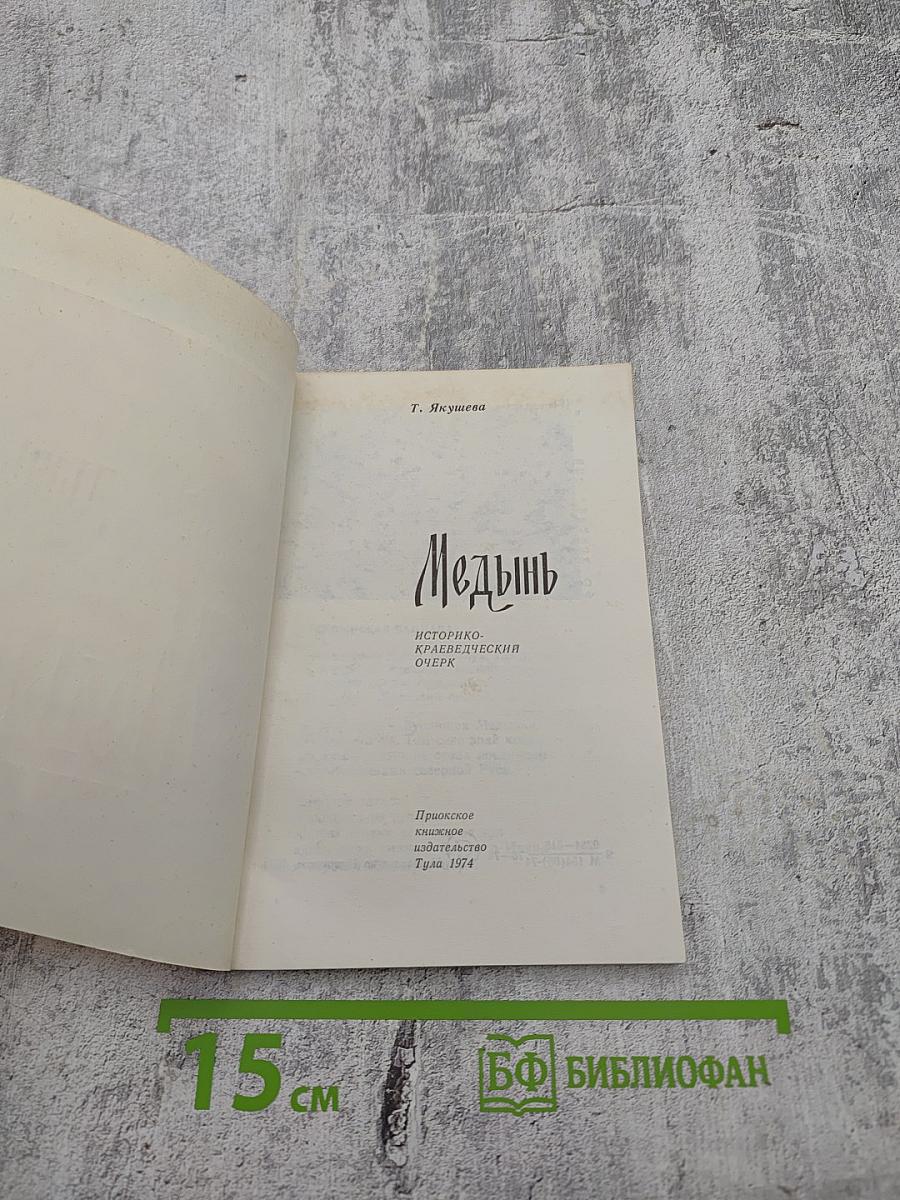 Т. Якушева
Медынь
ИСТОРИКО-
КРАЕВЕДЧЕСКИЙ
ОЧЕРК
Приокское
книжное
издательство
Тула 1974
15 см
БФ БИБЛИОФАН